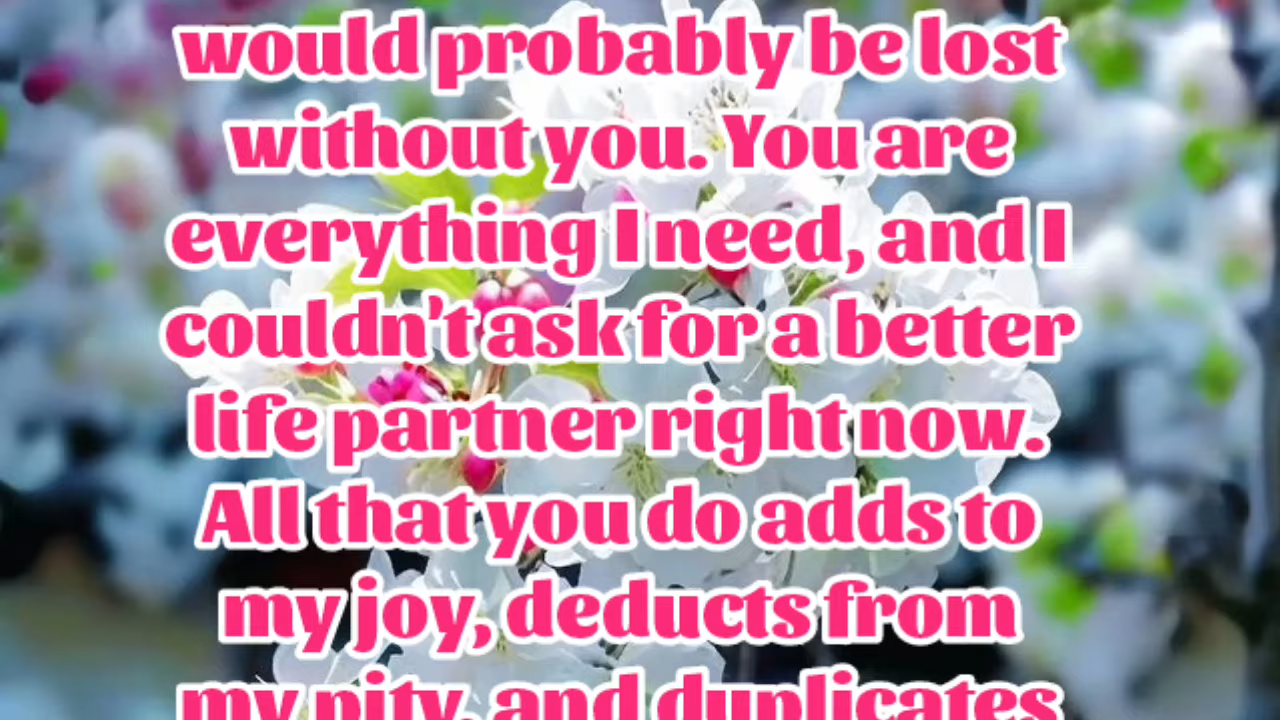 would probably be lost
without you. You are
everything I need, and I
couldn't ask for a better
life partner right now.
All that you do adds to
my joy, deducts from
my pity, and duplicates